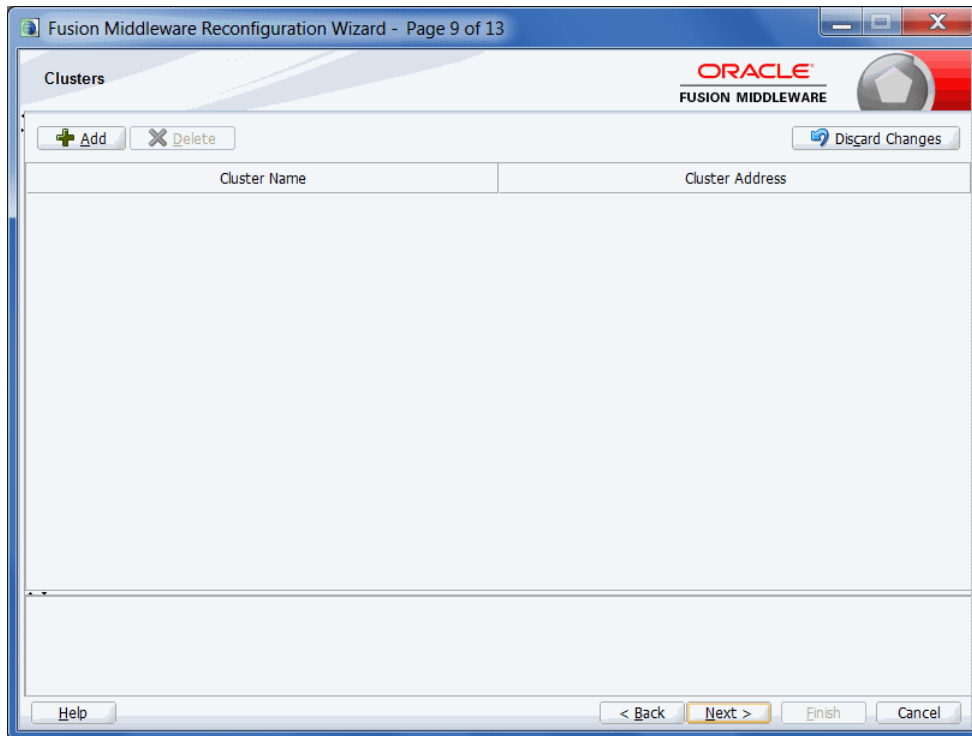 Fusion Middleware Reconfiguration Wizard - Page 9 of 13
Clusters
ORACLE
FUSION MIDDLEWARE
Add Delete Discard Changes
Cluster Name Cluster Address
Help < Back Next > Finish Cancel